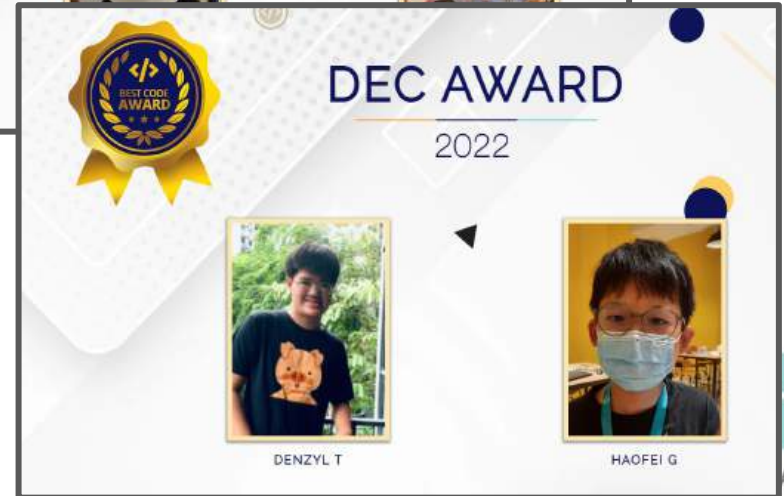 </>
BEST CODE
AWARD
DEC AWARD
2022
DENZYL T
HAOFEI G